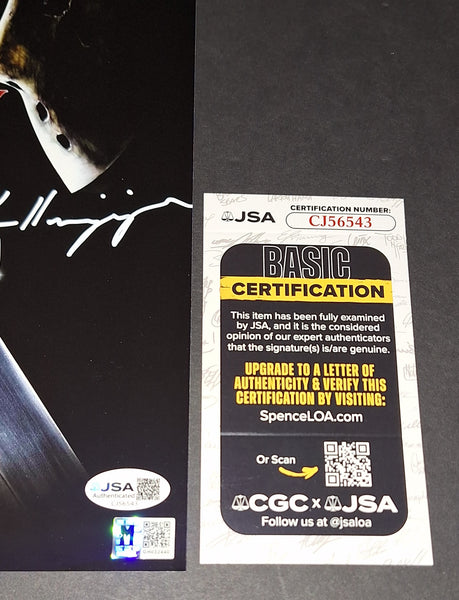 JSA
CERTIFICATION NUMBER:
CJ56543
BASIC
CERTIFICATION
This item has been fully examined
by JSA, and it is the considered
opinion of our expert authenticators
that the signature(s) is/are genuine.
UPGRADE TO A LETTER OF
AUTHENTICITY & VERIFY THIS
CERTIFICATION BY VISITING:
SpenceLOA.com
Or Scan
CGC x JSA
Follow us at @jsaloa
JSA
Authenticated
CJ56543